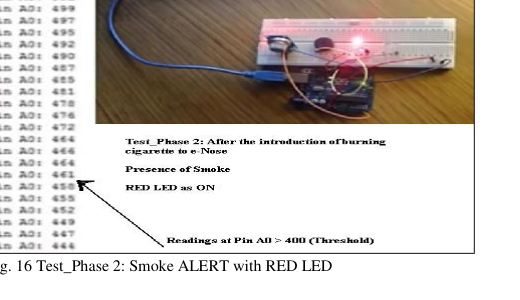 in A0: 499
in A0: 497
in A0: 495
in A0: 492
in A0: 490
in A0: 487
in A0: 485
in A0: 481
in A0: 478
in A0: 476
in A0: 472
in A0: 464
in A0: 466
in A0: 464
in A0: 461
in A0: 458
in A0: 455
in A0: 452
in A0: 449
in A0: 447
in A0: 444
Test_Phase 2: After the introduction of burning
cigarette to e-Nose
Presence of Smoke
RED LED as ON
Readings at Pin A0 > 400 (Threshold)
g. 16 Test_Phase 2: Smoke ALERT with RED LED